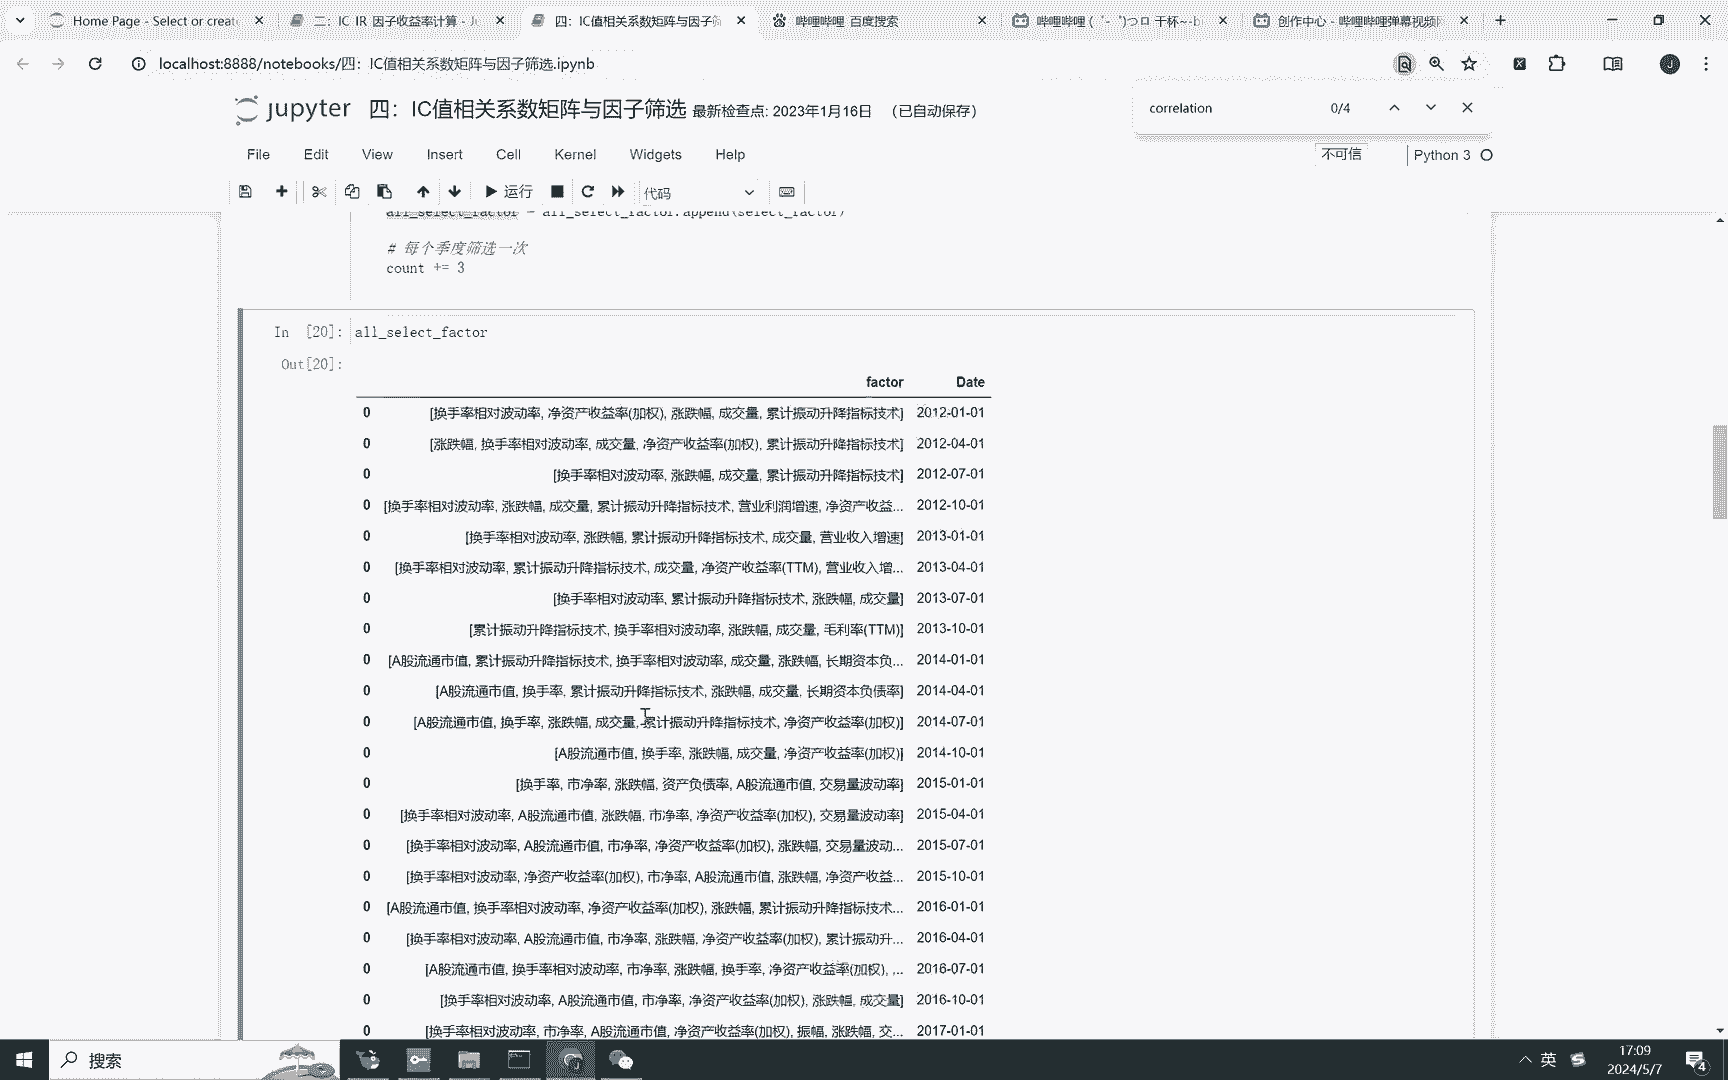 Home Page - Select or create
二：IC_IR_因子收益率计算 - Ju
四：IC值相关系数矩阵与因子筛
哔哩哔哩_百度搜索
哔哩哔哩 (゜-゜)つロ 干杯~-b
创作中心 - 哔哩哔哩弹幕视频网
localhost:8888/notebooks/四：IC值相关系数矩阵与因子筛选.ipynb
jupyter 四：IC值相关系数矩阵与因子筛选 最新检查点: 2023年1月16日 (已自动保存)
correlation 0/4
File Edit View Insert Cell Kernel Widgets Help
不可信 Python 3
运行 代码
all_select_factor = all_select_factor.append(select_factor)
# 每个季度筛选一次
count += 3
In [20]: all_select_factor
Out[20]:
factor Date
0 [换手率相对波动率, 净资产收益率(加权), 涨跌幅, 成交量, 累计振动升降指标技术] 2012-01-01
0 [涨跌幅, 换手率相对波动率, 成交量, 净资产收益率(加权), 累计振动升降指标技术] 2012-04-01
0 [换手率相对波动率, 涨跌幅, 成交量, 累计振动升降指标技术] 2012-07-01
0 [换手率相对波动率, 涨跌幅, 成交量, 累计振动升降指标技术, 营业利润增速, 净资产收益... 2012-10-01
0 [换手率相对波动率, 涨跌幅, 累计振动升降指标技术, 成交量, 营业收入增速] 2013-01-01
0 [换手率相对波动率, 累计振动升降指标技术, 成交量, 净资产收益率(TTM), 营业收入增... 2013-04-01
0 [换手率相对波动率, 累计振动升降指标技术, 涨跌幅, 成交量] 2013-07-01
0 [累计振动升降指标技术, 换手率相对波动率, 涨跌幅, 成交量, 毛利率(TTM)] 2013-10-01
0 [A股流通市值, 累计振动升降指标技术, 换手率相对波动率, 成交量, 涨跌幅, 长期资本负... 2014-01-01
0 [A股流通市值, 换手率, 累计振动升降指标技术, 涨跌幅, 成交量, 长期资本负债率] 2014-04-01
0 [A股流通市值, 换手率, 涨跌幅, 成交量, 累计振动升降指标技术, 净资产收益率(加权)] 2014-07-01
0 [A股流通市值, 换手率, 涨跌幅, 成交量, 净资产收益率(加权)] 2014-10-01
0 [换手率, 市净率, 涨跌幅, 资产负债率, A股流通市值, 交易量波动率] 2015-01-01
0 [换手率相对波动率, A股流通市值, 涨跌幅, 市净率, 净资产收益率(加权), 交易量波动率] 2015-04-01
0 [换手率相对波动率, A股流通市值, 市净率, 净资产收益率(加权), 涨跌幅, 交易量波动... 2015-07-01
0 [换手率相对波动率, 净资产收益率(加权), 市净率, A股流通市值, 涨跌幅, 净资产收益... 2015-10-01
0 [A股流通市值, 换手率相对波动率, 净资产收益率(加权), 涨跌幅, 累计振动升降指标技术... 2016-01-01
0 [换手率相对波动率, A股流通市值, 市净率, 涨跌幅, 净资产收益率(加权), 累计振动升... 2016-04-01
0 [A股流通市值, 换手率相对波动率, 市净率, 涨跌幅, 换手率, 净资产收益率(加权), ... 2016-07-01
0 [换手率相对波动率, A股流通市值, 市净率, 净资产收益率(加权), 涨跌幅, 成交量] 2016-10-01
0 [换手率相对波动率, 市净率, A股流通市值, 净资产收益率(加权), 振幅, 涨跌幅, 交... 2017-01-01
搜索
英
17:09
2024/5/7
4